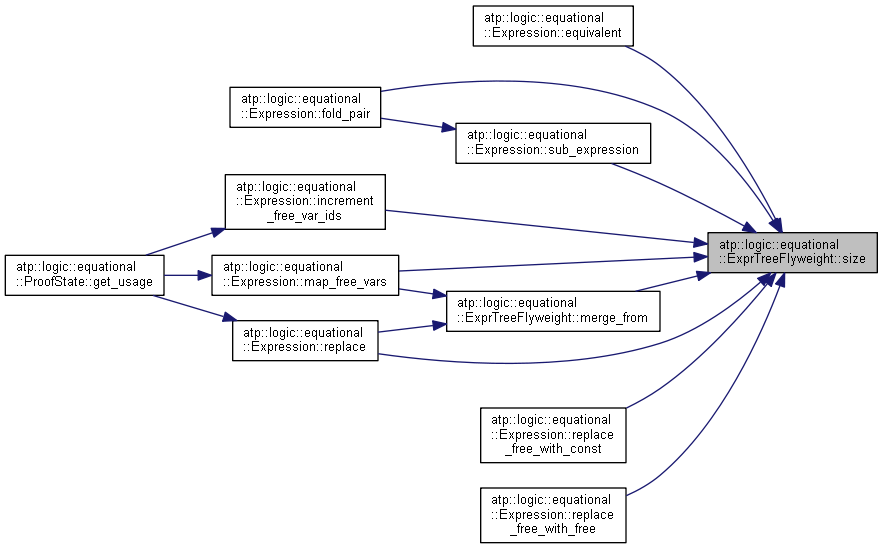 atp::logic::equational
::Expression::equivalent
atp::logic::equational
::Expression::fold_pair
atp::logic::equational
::Expression::sub_expression
atp::logic::equational
::Expression::increment
_free_var_ids
atp::logic::equational
::ExprTreeFlyweight::size
atp::logic::equational
::ProofState::get_usage
atp::logic::equational
::Expression::map_free_vars
atp::logic::equational
::ExprTreeFlyweight::merge_from
atp::logic::equational
::Expression::replace
atp::logic::equational
::Expression::replace
_free_with_const
atp::logic::equational
::Expression::replace
_free_with_free